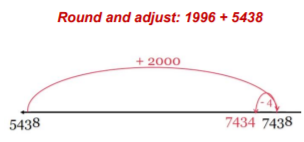 Round and adjust: 1996 + 5438
+ 2000
- 4
5438 7434 7438